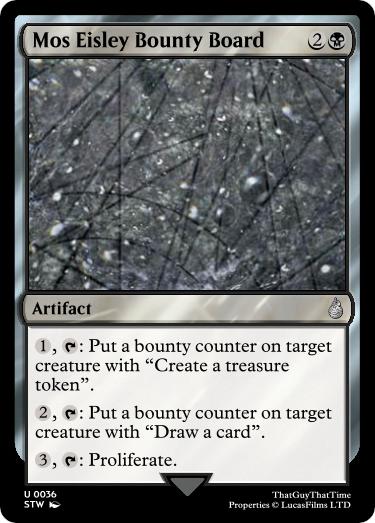 Mos Eisley Bounty Board 2
Artifact
1, : Put a bounty counter on target
creature with “Create a treasure
token”.
2, : Put a bounty counter on target
creature with “Draw a card”.
3, : Proliferate.
U 0036
STW
ThatGuyThatTime
Properties © LucasFilms LTD